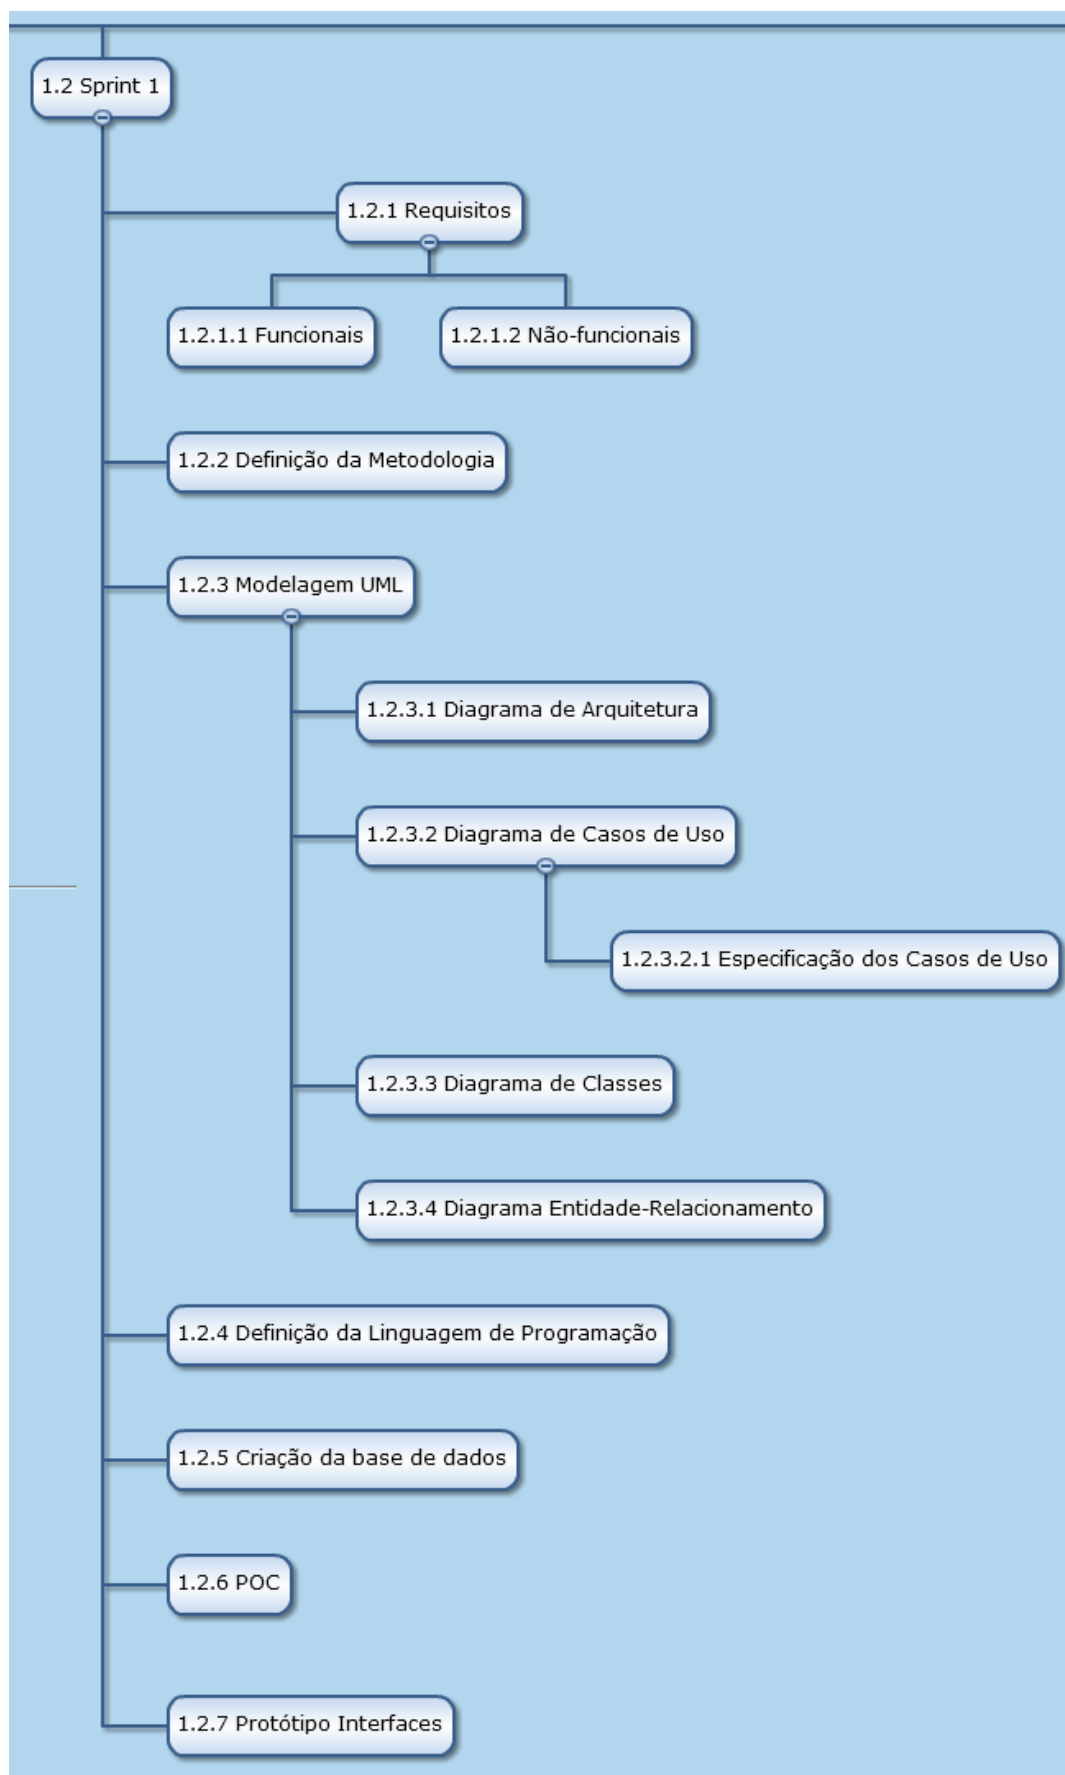 1.2 Sprint 1
1.2.1 Requisitos
1.2.1.1 Funcionais
1.2.1.2 Não-funcionais
1.2.2 Definição da Metodologia
1.2.3 Modelagem UML
1.2.3.1 Diagrama de Arquitetura
1.2.3.2 Diagrama de Casos de Uso
1.2.3.2.1 Especificação dos Casos de Uso
1.2.3.3 Diagrama de Classes
1.2.3.4 Diagrama Entidade-Relacionamento
1.2.4 Definição da Linguagem de Programação
1.2.5 Criação da base de dados
1.2.6 POC
1.2.7 Protótipo Interfaces